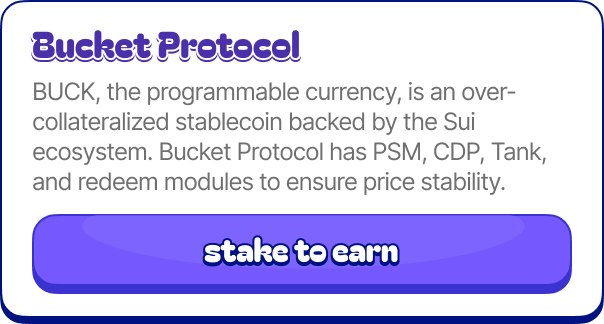 Bucket Protocol
BUCK, the programmable currency, is an over-
collateralized stablecoin backed by the Sui
ecosystem. Bucket Protocol has PSM, CDP, Tank,
and redeem modules to ensure price stability.
stake to earn